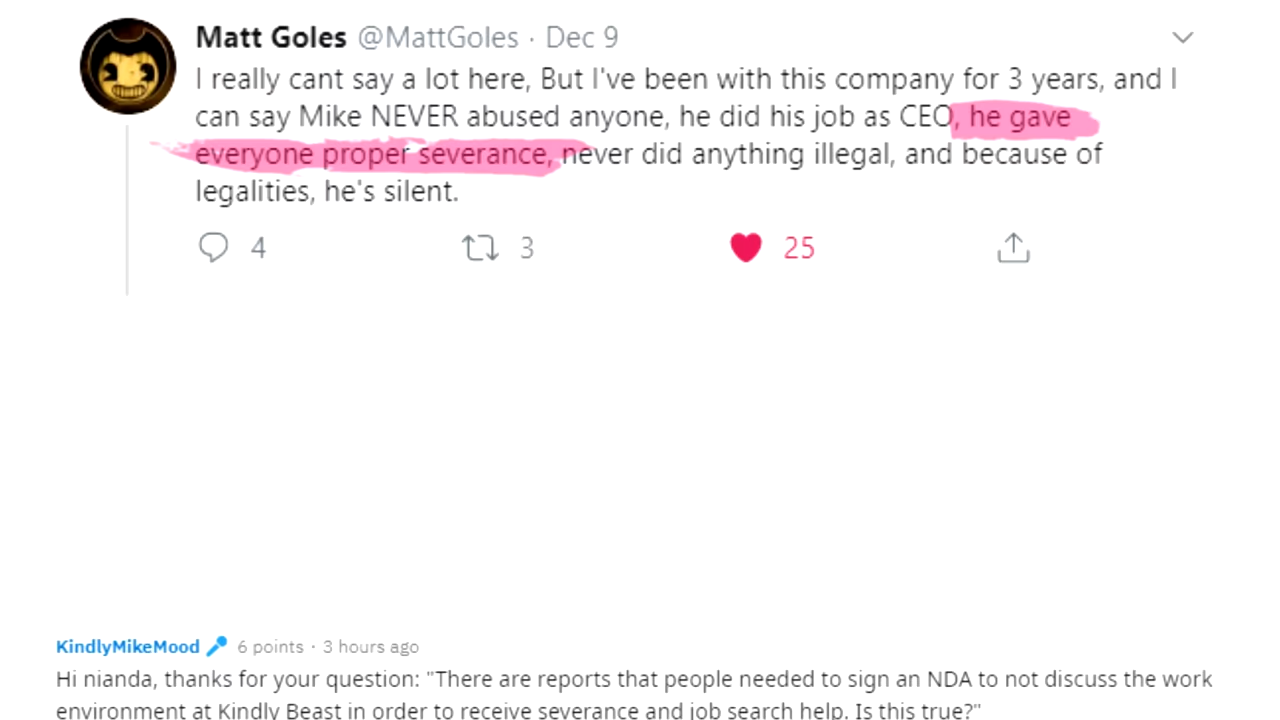 Matt Goles @MattGoles · Dec 9
I really cant say a lot here, But I've been with this company for 3 years, and I
can say Mike NEVER abused anyone, he did his job as CEO, he gave
everyone proper severance, never did anything illegal, and because of
legalities, he's silent.
4 3 25
KindlyMikeMood 6 points · 3 hours ago
Hi nianda, thanks for your question: "There are reports that people needed to sign an NDA to not discuss the work
environment at Kindly Beast in order to receive severance and job search help. Is this true?"